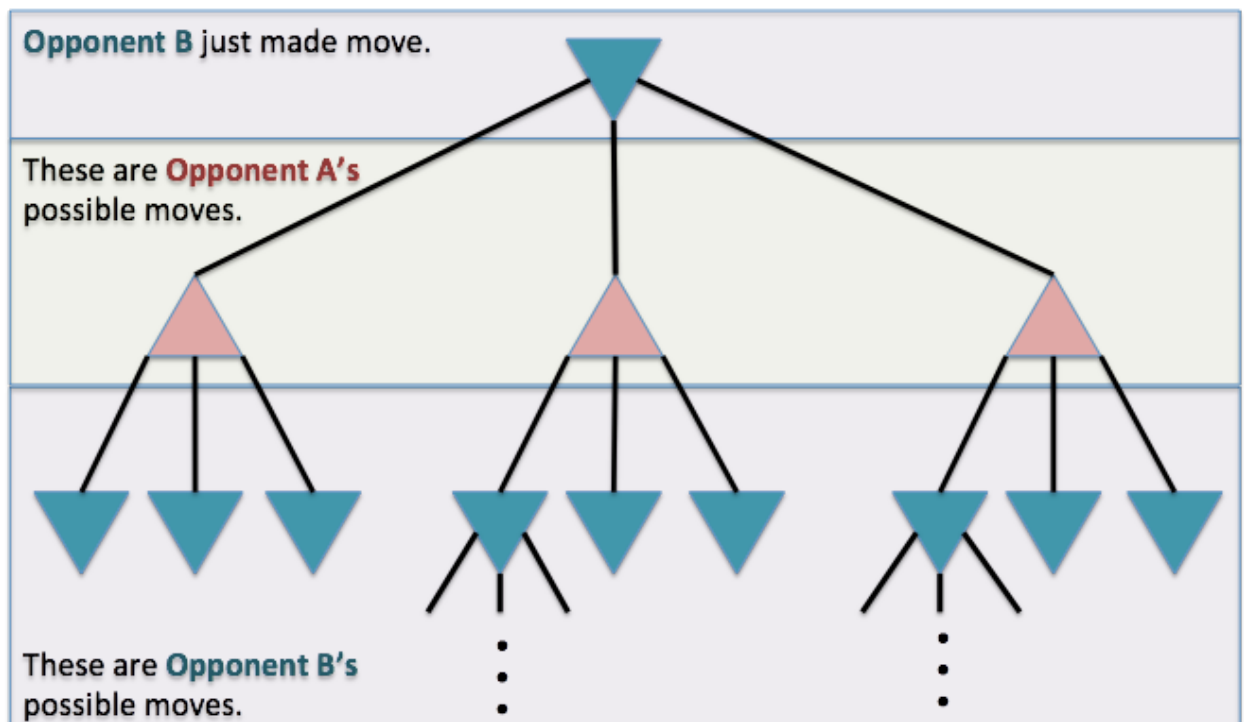 Opponent B just made move.
These are Opponent A's
possible moves.
These are Opponent B's
possible moves.